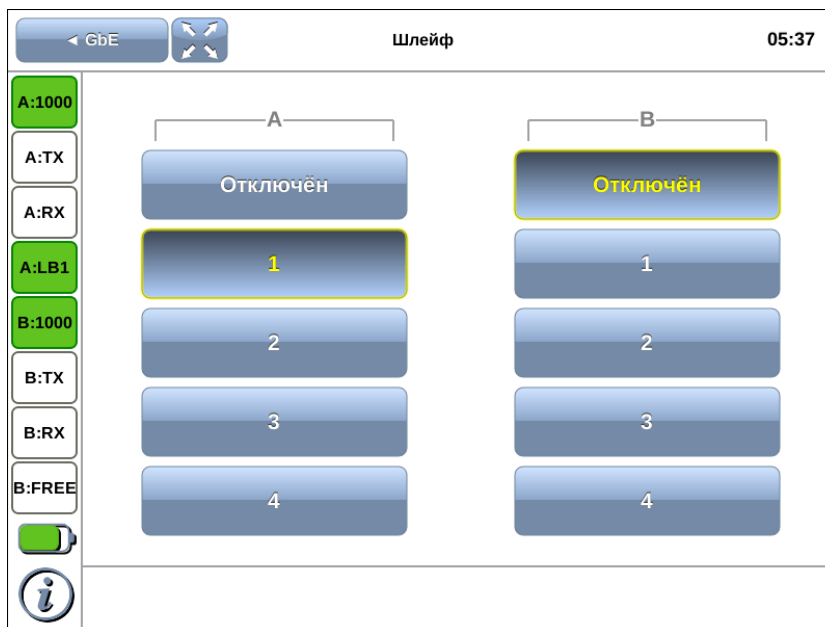 ◄ GbE
Шлейф
05:37
A:1000
A:TX
A:RX
A:LB1
B:1000
B:TX
B:RX
B:FREE
A
Отключён
1
2
3
4
B
Отключён
1
2
3
4
i